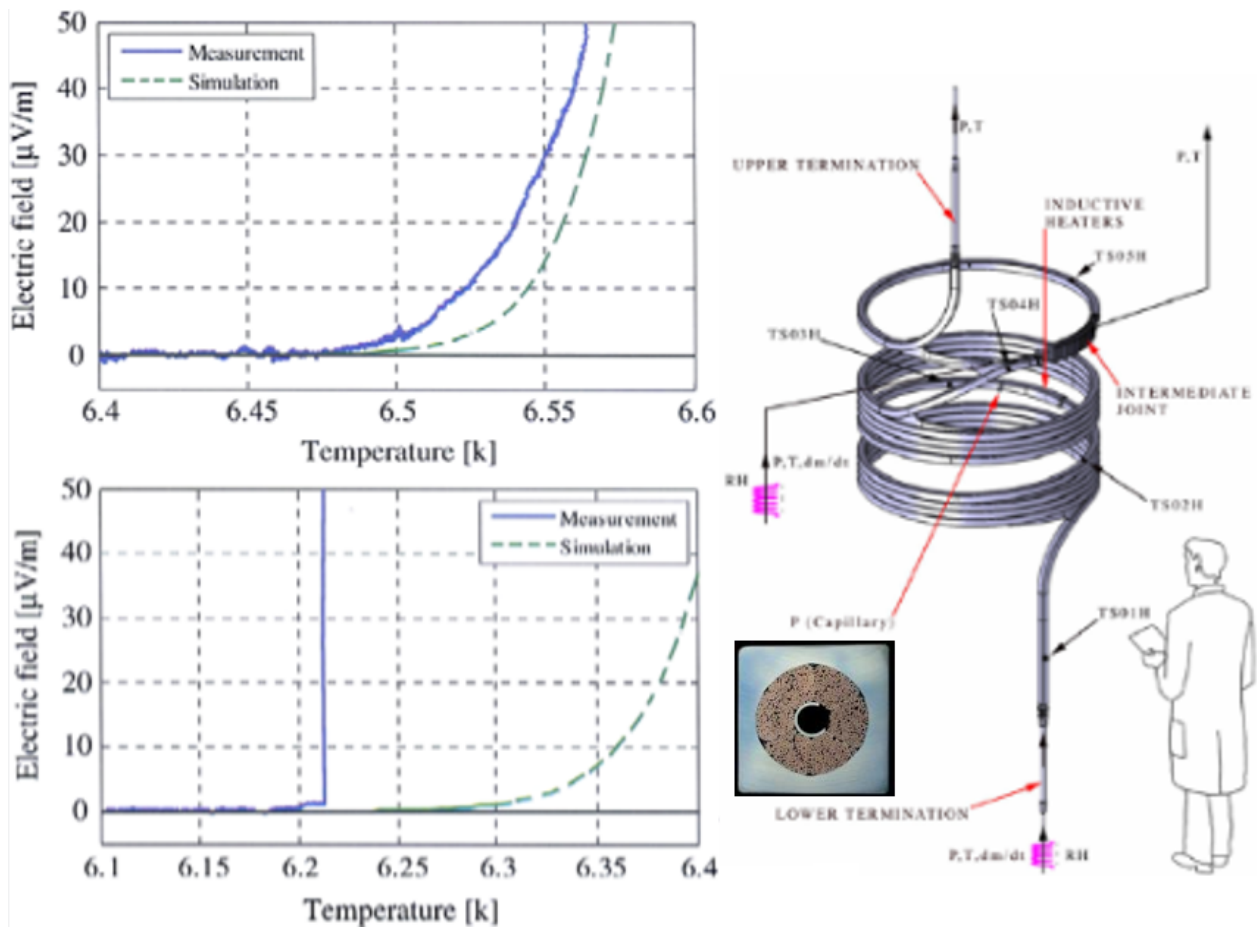 50
40
30
20
10
0
Electric field [µV/m]
Measurement
Simulation
6.4
6.45
6.5
6.55
6.6
Temperature [k]
50
40
30
20
10
0
Electric field [µV/m]
Measurement
Simulation
6.1
6.15
6.2
6.25
6.3
6.35
6.4
Temperature [k]
P,T
P,T
UPPER TERMINATION
INDUCTIVE
HEATERS
TS05H
TS04H
TS03H
INTERMEDIATE
JOINT
P,T,dm/dt
RH
TS02H
P (Capillary)
TS01H
LOWER TERMINATION
P,T,dm/dt
RH